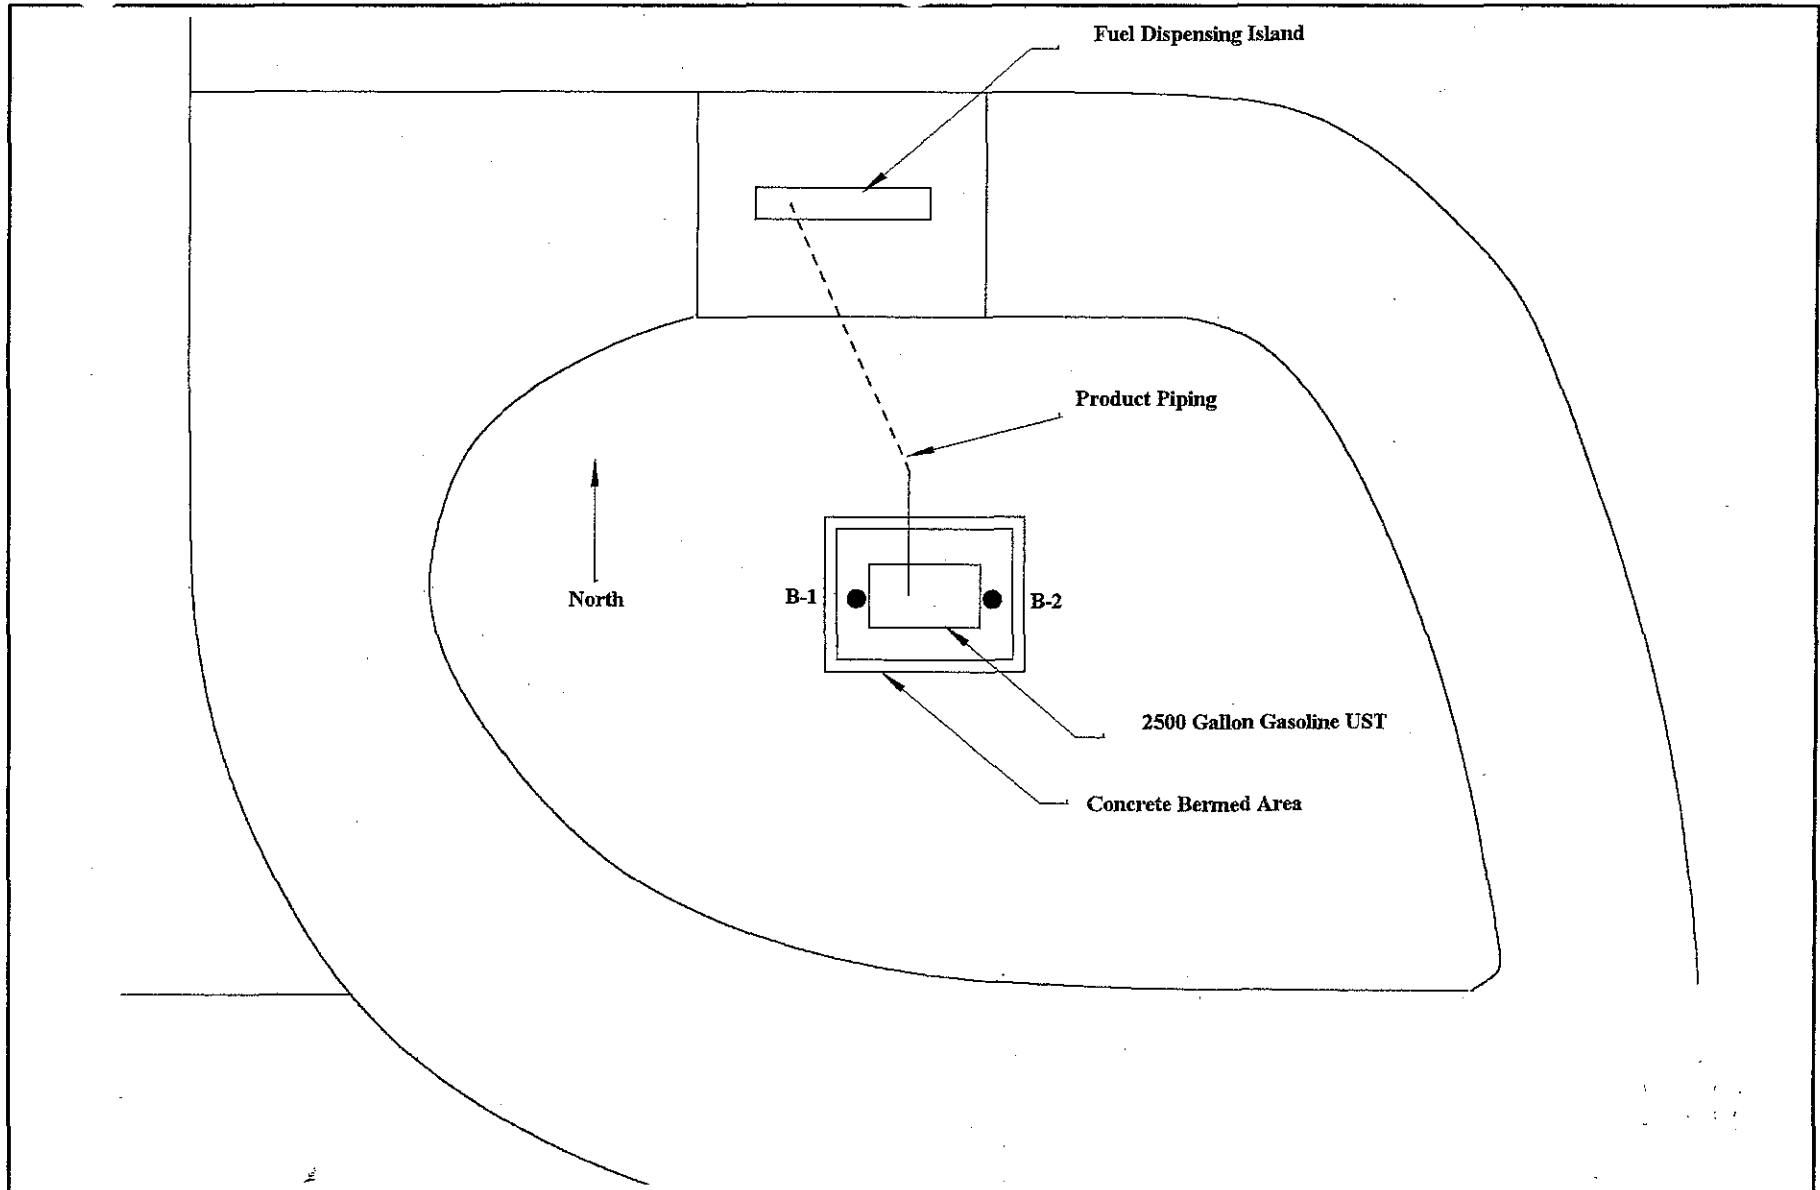 Fuel Dispensing Island
Product Piping
North
B-1
B-2
2500 Gallon Gasoline UST
Concrete Bermed Area